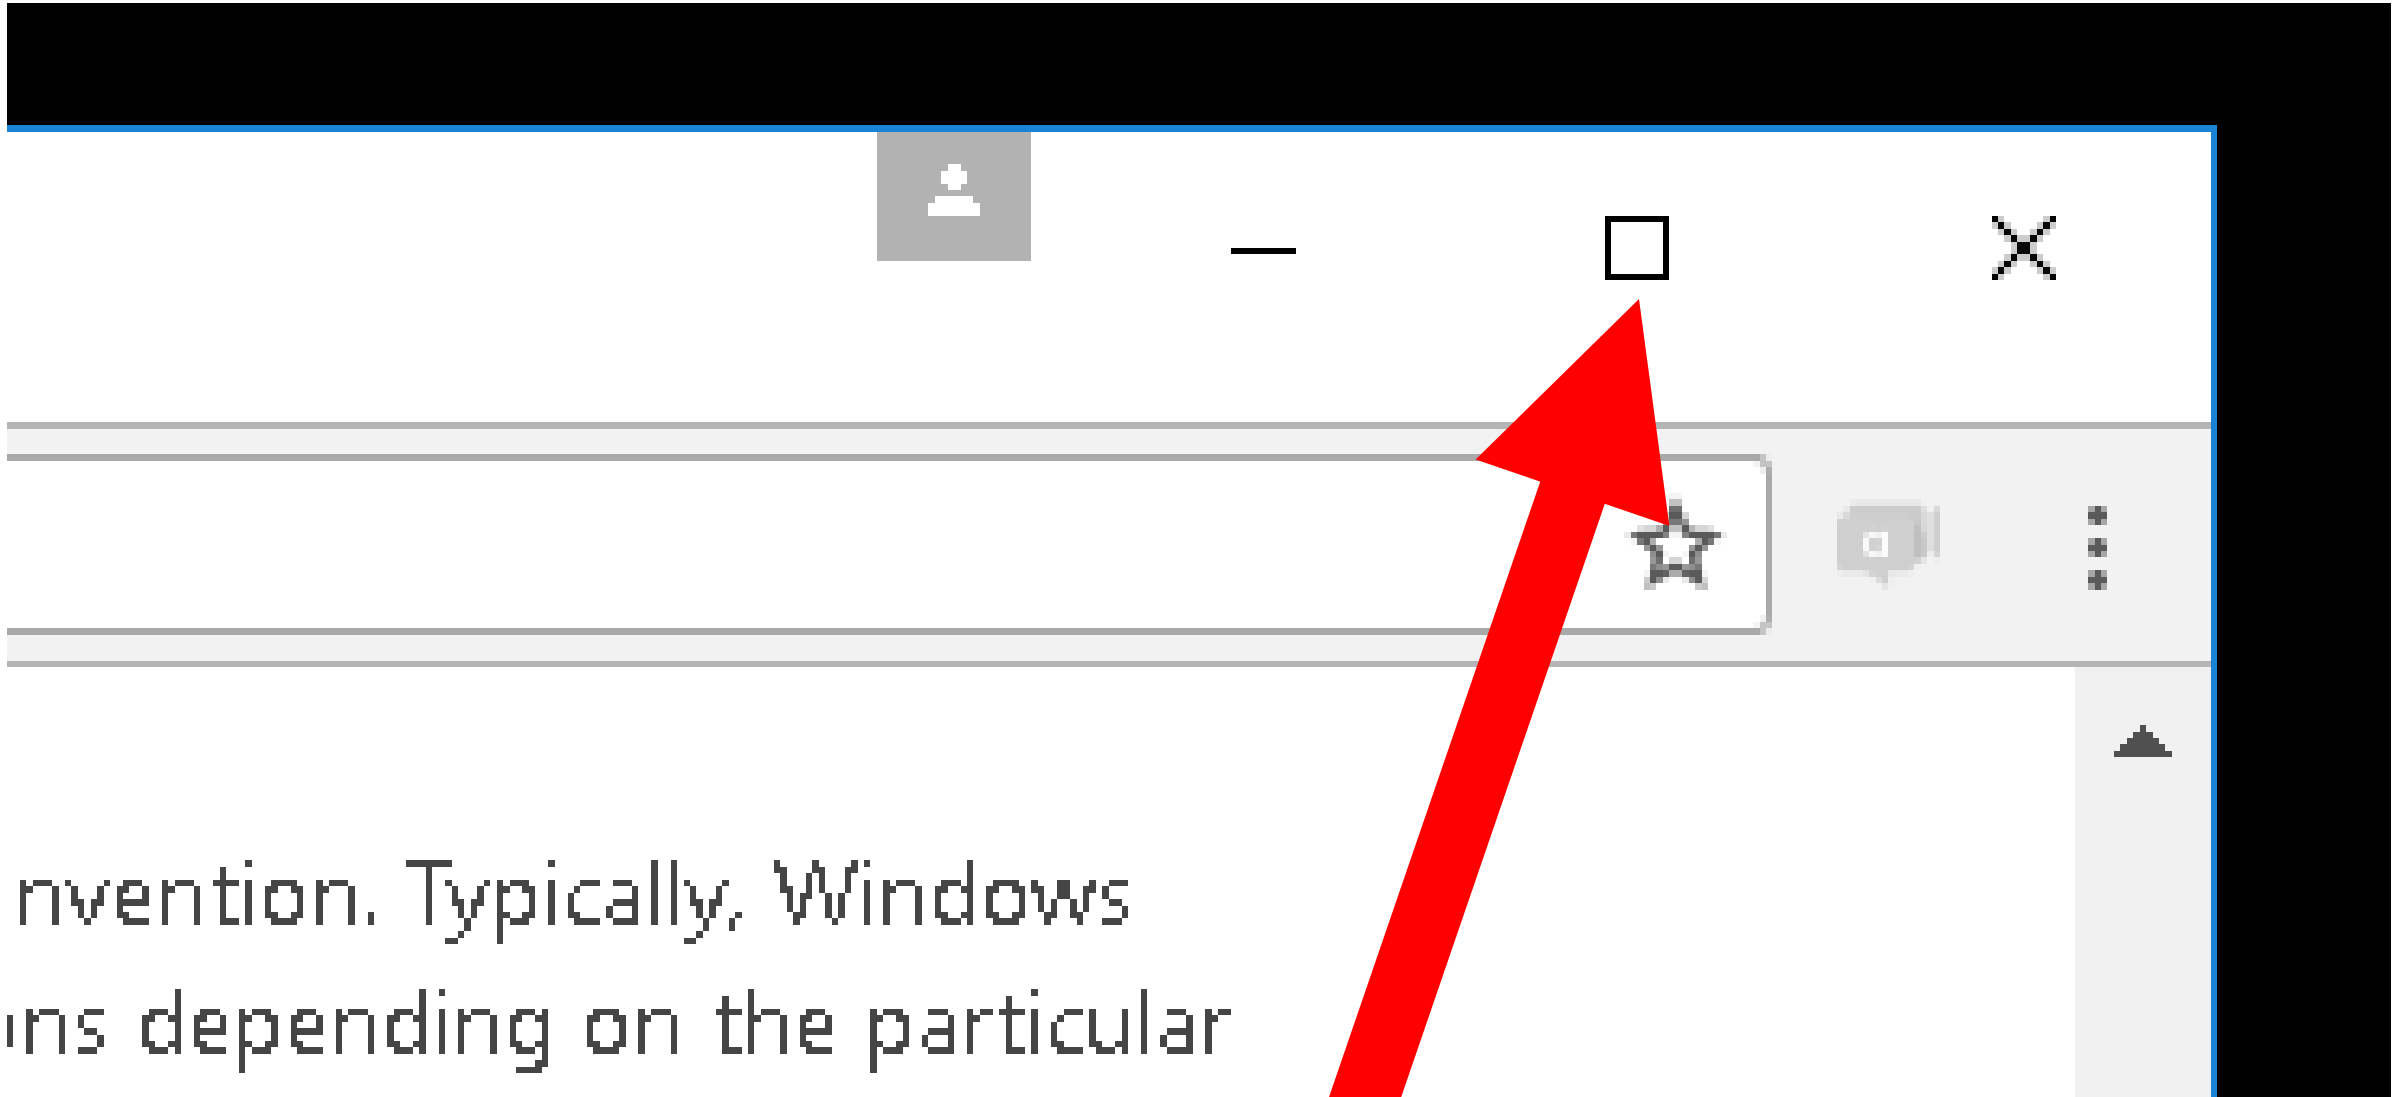 nvention. Typically, Windows
ns depending on the particular